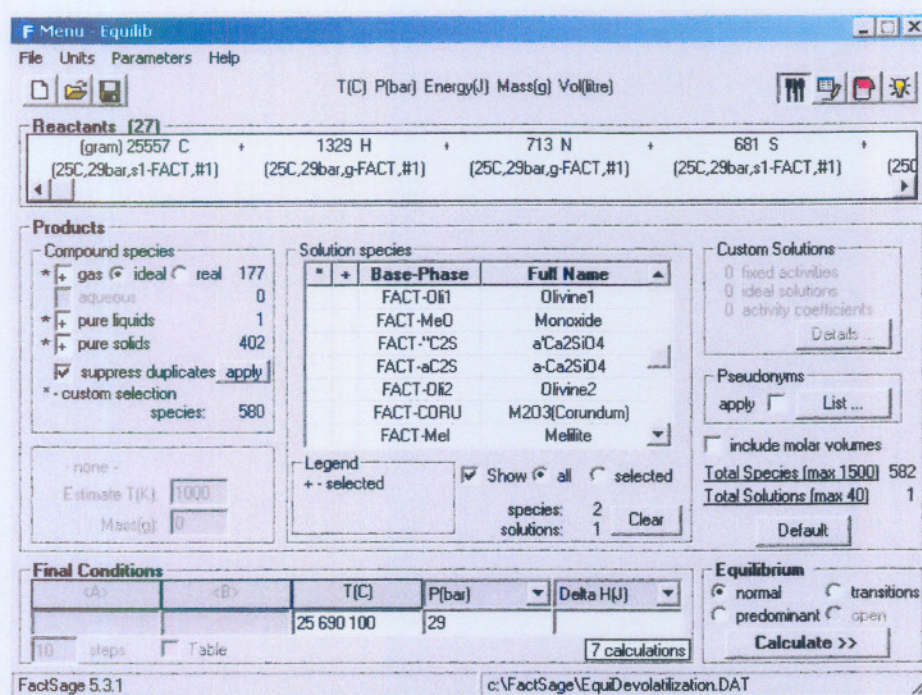 F Menu - Equilib
File Units Parameters Help
T(C) P(bar) Energy(J) Mass(g) Vol(litre)
Reactants (27)
(gram) 25557 C + 1329 H + 713 N + 681 S +
(25C,29bar,s1-FACT,#1) (25C,29bar,g-FACT,#1) (25C,29bar,g-FACT,#1) (25C,29bar,s1-FACT,#1) (25C
Products
Compound species
* + gas ideal real 177
aqueous 0
* + pure liquids 1
* + pure solids 402
suppress duplicates apply
* - custom selection
species: 580
- none -
Estimate T(K): 1000
Mass(g): 0
Solution species
* + Base-Phase Full Name
FACT-Oli1 Olivine1
FACT-MeO Monoxide
FACT-"C2S a'Ca2SiO4
FACT-aC2S a-Ca2SiO4
FACT-Oli2 Olivine2
FACT-CORU M2O3(Corundum)
FACT-Mel Melilite
Legend
+ - selected
Show all selected
species: 2
solutions: 1
Clear
Custom Solutions
0 fixed activities
0 ideal solutions
0 activity coefficients
Details ...
Pseudonyms
apply List ...
include molar volumes
Total Species (max 1500) 582
Total Solutions (max 40) 1
Default
Final Conditions
<A> <B> T(C) P(bar) Delta H(J)
25 690 100 29
10 steps Table 7 calculations
Equilibrium
normal transitions
predominant open
Calculate >>
FactSage 5.3.1 c:\FactSage\EquiDevolatilization.DAT